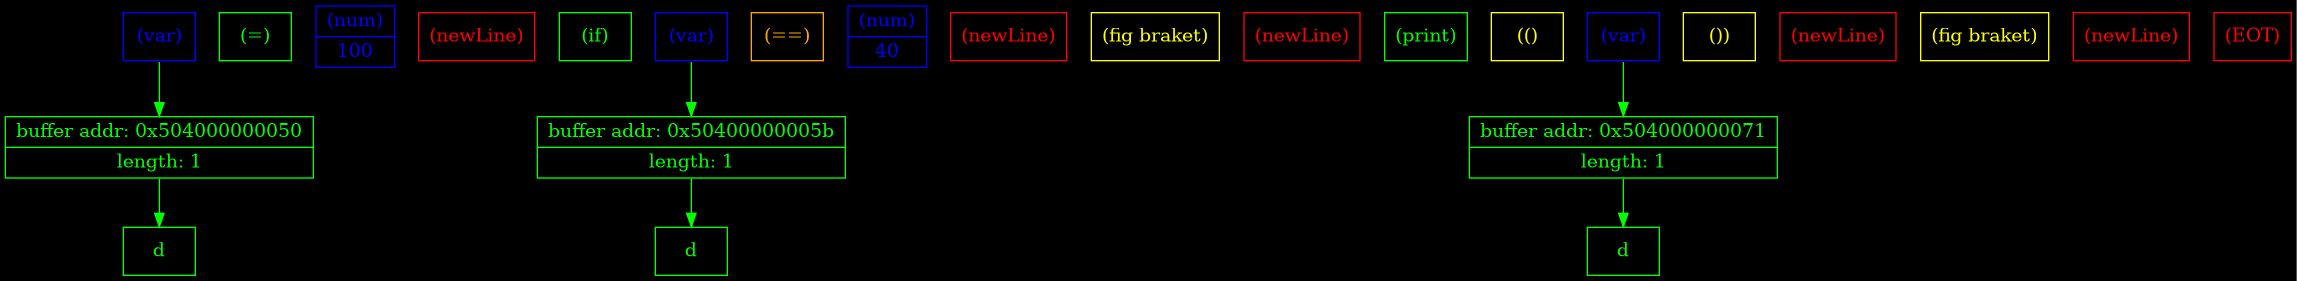 (var)
(=)
(num)
100
(newLine)
(if)
(var)
(==)
(num)
40
(newLine)
(fig braket)
(newLine)
(print)
(()
(var)
())
(newLine)
(fig braket)
(newLine)
(EOT)
buffer addr: 0x504000000050
length: 1
buffer addr: 0x50400000005b
length: 1
buffer addr: 0x504000000071
length: 1
d
d
d